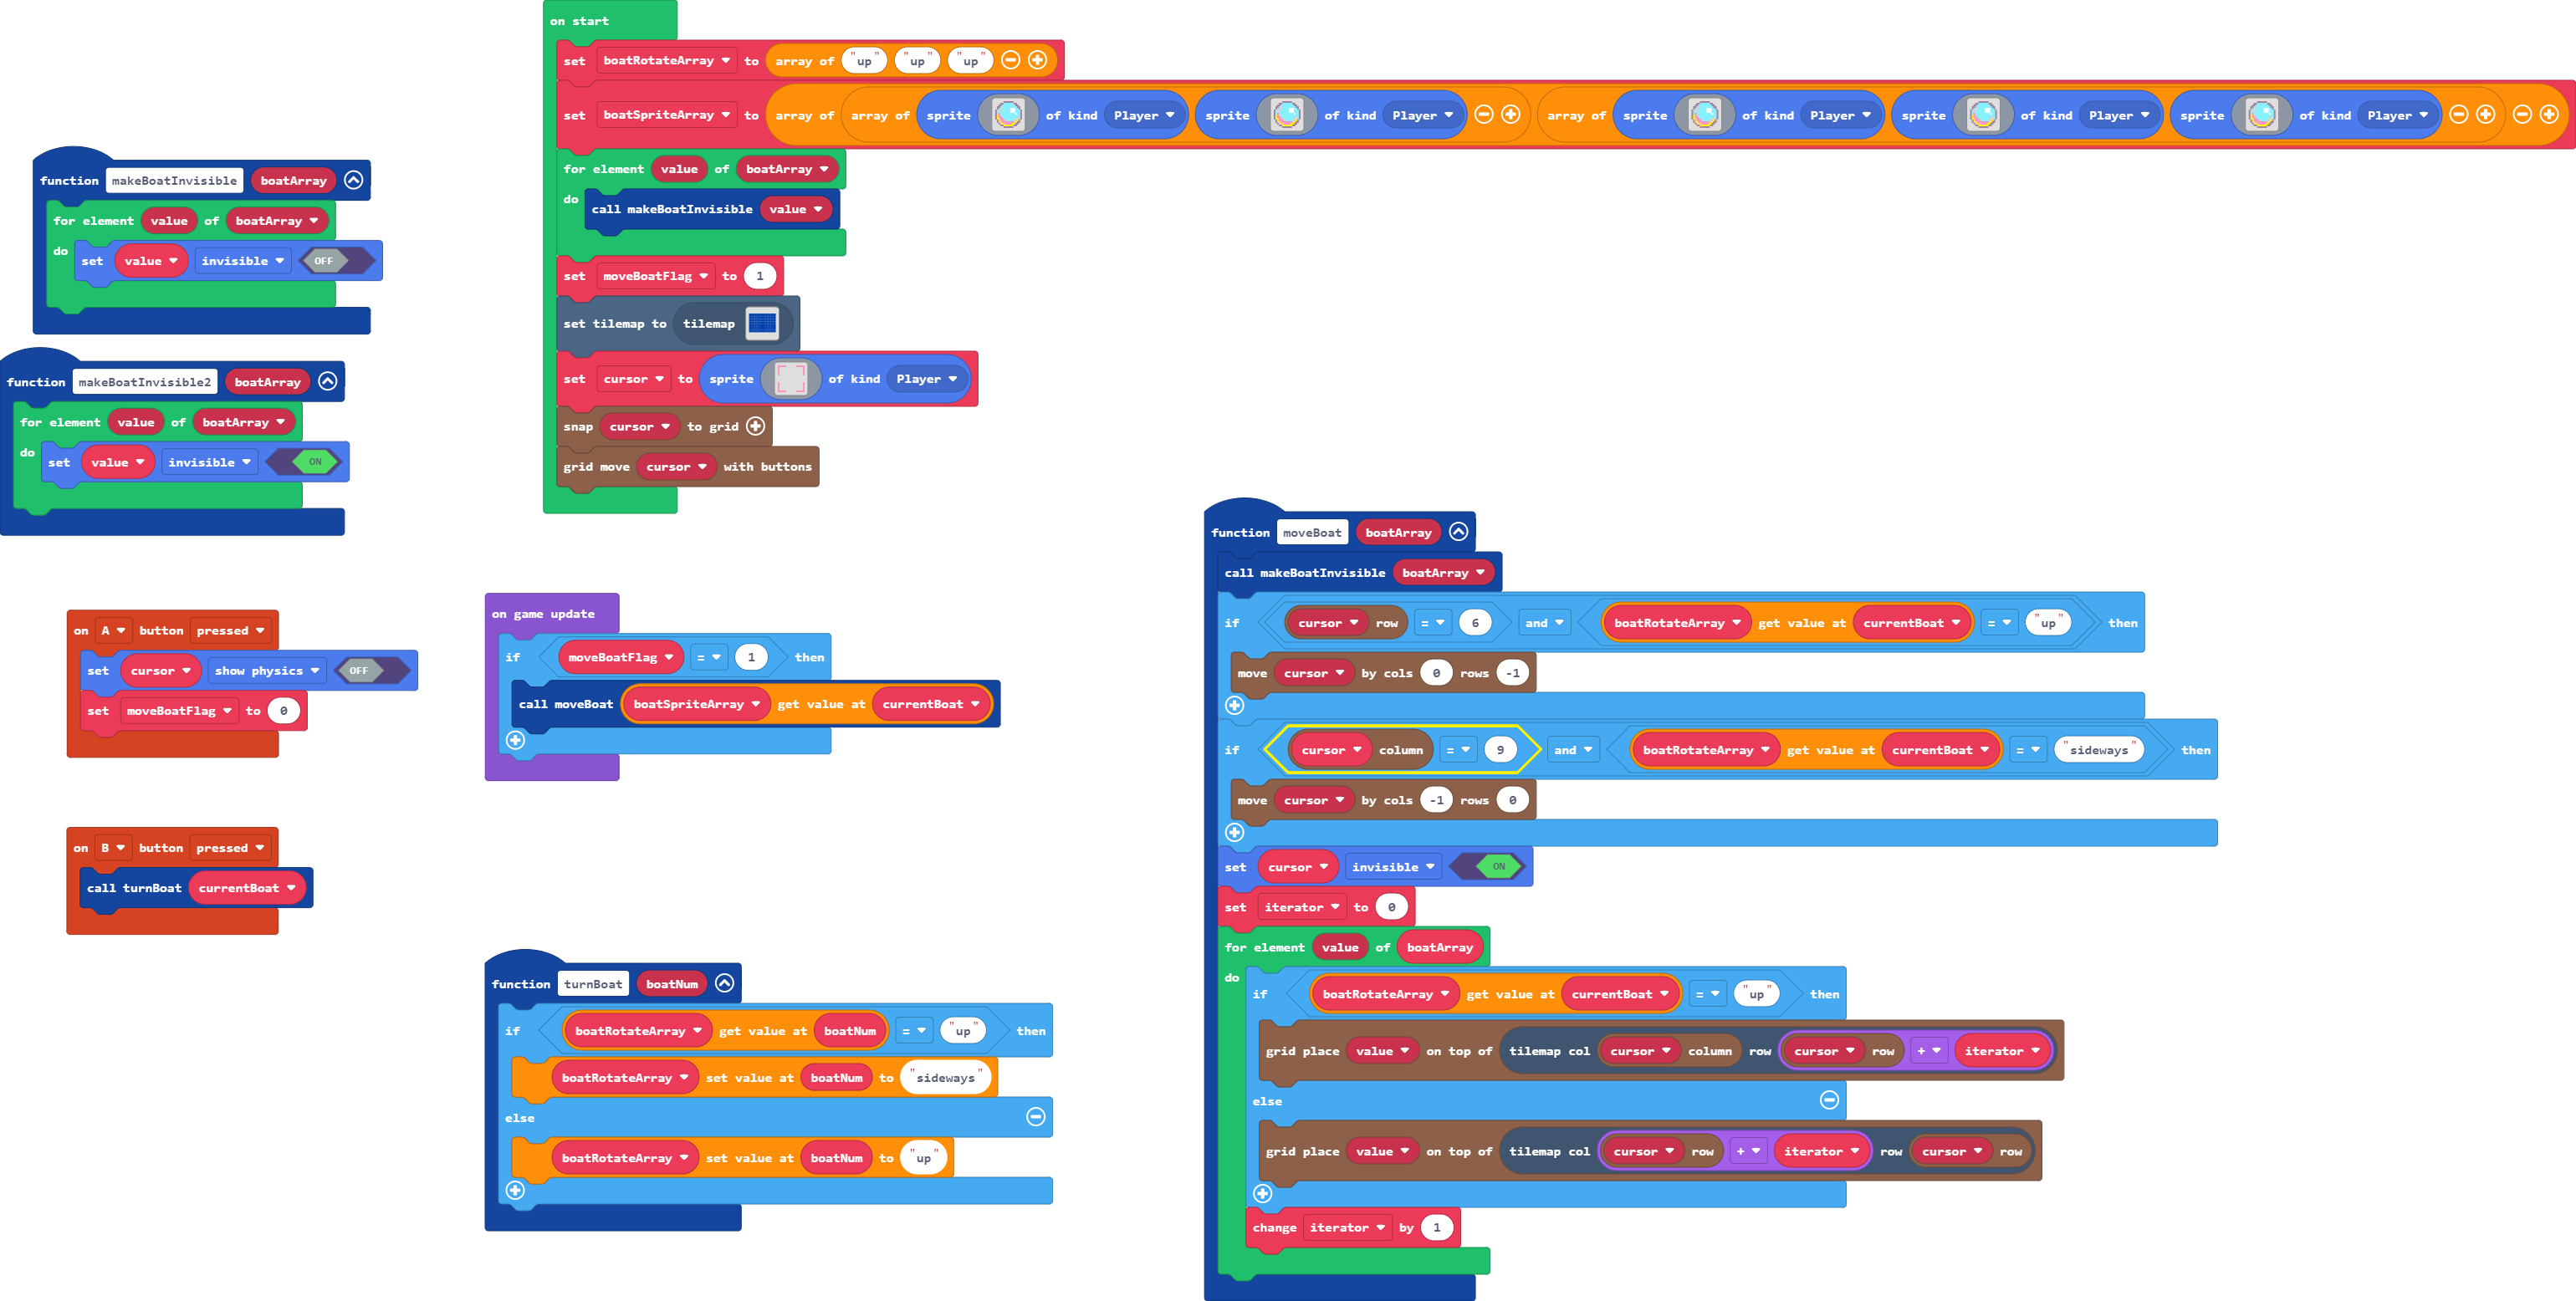 on start
set boatRotateArray to array of "up" "up" "up"
set boatSpriteArray to array of array of sprite of kind Player sprite of kind Player array of sprite of kind Player sprite of kind Player sprite of kind Player
for element value of boatArray
do call makeBoatInvisible value
set moveBoatFlag to 1
set tilemap to tilemap
set cursor to sprite of kind Player
snap cursor to grid
grid move cursor with buttons
function makeBoatInvisible boatArray
for element value of boatArray
do set value invisible OFF
function makeBoatInvisible2 boatArray
for element value of boatArray
do set value invisible ON
on A button pressed
set cursor show physics OFF
set moveBoatFlag to 0
on B button pressed
call turnBoat currentBoat
on game update
if moveBoatFlag = 1 then
call moveBoat boatSpriteArray get value at currentBoat
function turnBoat boatNum
if boatRotateArray get value at boatNum = "up" then
boatRotateArray set value at boatNum to "sideways"
else
boatRotateArray set value at boatNum to "up"
function moveBoat boatArray
call makeBoatInvisible boatArray
if cursor row = 6 and boatRotateArray get value at currentBoat = "up" then
move cursor by cols 0 rows -1
if cursor column = 9 and boatRotateArray get value at currentBoat = "sideways" then
move cursor by cols -1 rows 0
set cursor invisible ON
set iterator to 0
for element value of boatArray
do if boatRotateArray get value at currentBoat = "up" then
grid place value on top of tilemap col cursor column row cursor row + iterator
else
grid place value on top of tilemap col cursor row + iterator row cursor row
change iterator by 1